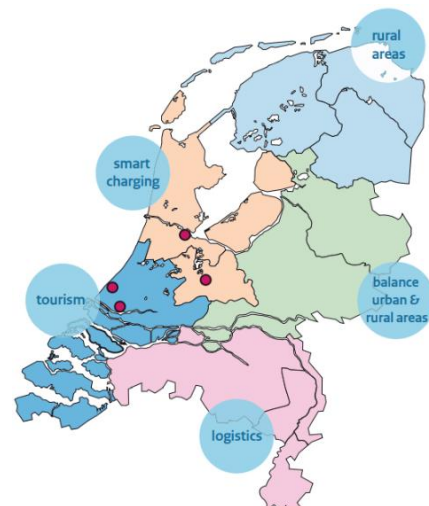 rural
areas
smart
charging
tourism
balance
urban &
rural areas
logistics